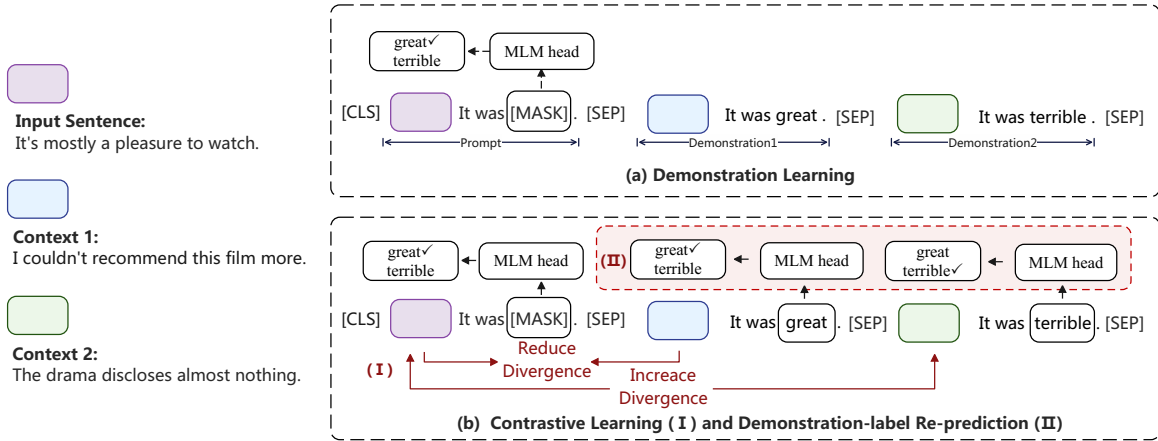 Input Sentence:
It's mostly a pleasure to watch.
Context 1:
I couldn't recommend this film more.
Context 2:
The drama discloses almost nothing.
great✓
terrible
MLM head
[CLS]
It was [MASK] . [SEP]
It was great . [SEP]
It was terrible . [SEP]
Prompt
Demonstration1
Demonstration2
(a) Demonstration Learning
great✓
terrible
MLM head
(II)
great✓
terrible
MLM head
great
terrible✓
MLM head
[CLS]
It was [MASK] . [SEP]
It was great . [SEP]
It was terrible . [SEP]
(I)
Reduce
Divergence
Increace
Divergence
(b) Contrastive Learning (I) and Demonstration-label Re-prediction (II)